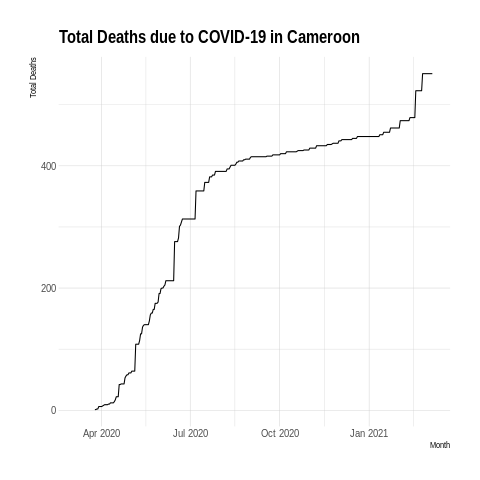 Total Deaths due to COVID-19 in Cameroon
Total Deaths
400
200
0
Apr 2020 Jul 2020 Oct 2020 Jan 2021
Month